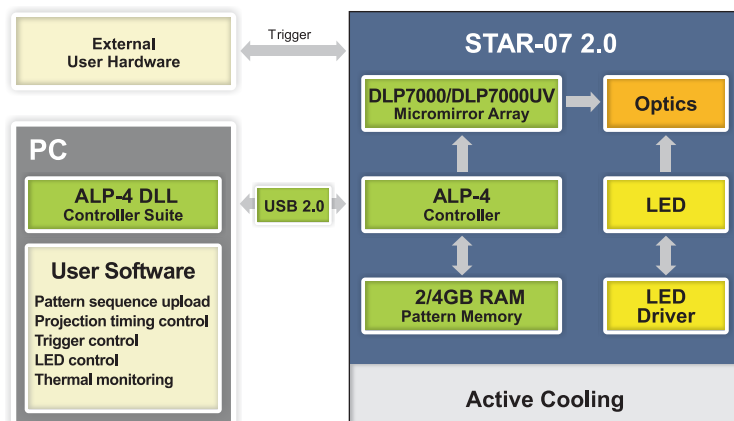 External
User Hardware
Trigger
PC
ALP-4 DLL
Controller Suite
User Software
Pattern sequence upload
Projection timing control
Trigger control
LED control
Thermal monitoring
USB 2.0
STAR-07 2.0
DLP7000/DLP7000UV
Micromirror Array
Optics
ALP-4
Controller
LED
2/4GB RAM
Pattern Memory
LED
Driver
Active Cooling